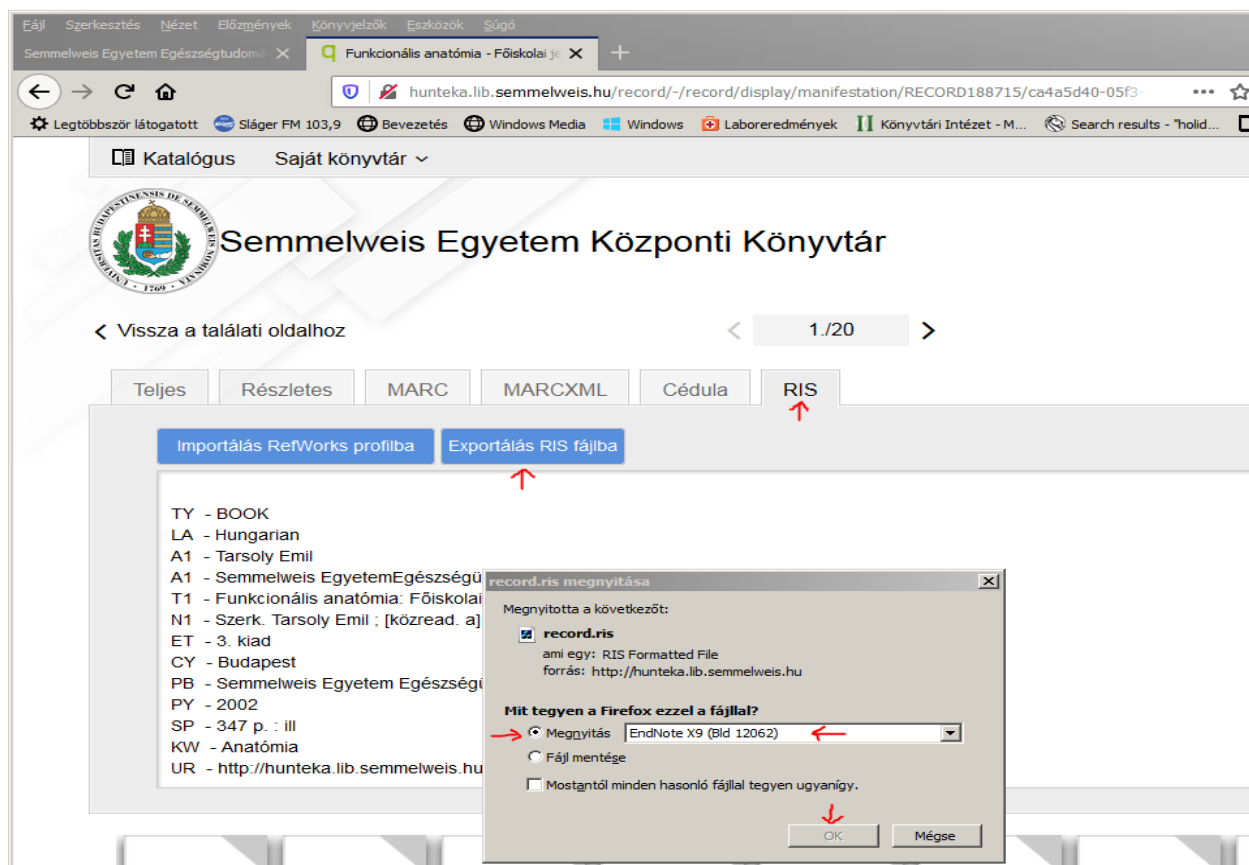 Fájl Szerkesztés Nézet Előzmények Könyvjelzők Eszközök Súgó
Semmelweis Egyetem Egészségtudomá
Funkcionális anatómia - Főiskolai je
hunteka.lib.semmelweis.hu/record/-/record/display/manifestation/RECORD188715/ca4a5d40-05f3-
Legtöbbször látogatott Sláger FM 103,9 Bevezetés Windows Media Windows Laboreredmények Könyvtári Intézet - M... Search results - "holid...
Katalógus Saját könyvtár
Semmelweis Egyetem Központi Könyvtár
Vissza a találati oldalhoz
1./20
Teljes Részletes MARC MARCXML Cédula RIS
Importálás RefWorks profilba Exportálás RIS fájlba
TY - BOOK
LA - Hungarian
A1 - Tarsoly Emil
A1 - Semmelweis EgyetemEgészségü
T1 - Funkcionális anatómia: Főiskolai
N1 - Szerk. Tarsoly Emil ; [közread. a]
ET - 3. kiad
CY - Budapest
PB - Semmelweis Egyetem Egészségü
PY - 2002
SP - 347 p. : ill
KW - Anatómia
UR - http://hunteka.lib.semmelweis.hu
record.ris megnyitása
Megnyitotta a következőt:
record.ris
ami egy: RIS Formatted File
forrás: http://hunteka.lib.semmelweis.hu
Mit tegyen a Firefox ezzel a fájllal?
Megnyitás EndNote X9 (Bld 12062)
Fájl mentése
Mostantól minden hasonló fájllal tegyen ugyanígy.
OK Mégse